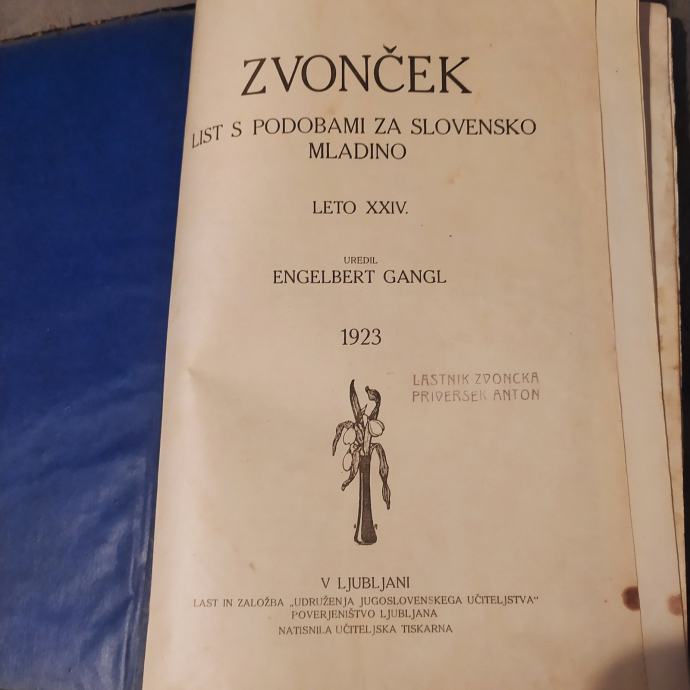 ZVONČEK
LIST S PODOBAMI ZA SLOVENSKO
MLADINO
LETO XXIV.
UREDIL
ENGELBERT GANGL
1923
LASTNIK ZVONCKA
PRIVERSEK ANTON
V LJUBLJANI
LAST IN ZALOŽBA „UDRUŽENJA JUGOSLOVENSKEGA UČITELJSTVA“
POVERJENIŠTVO LJUBLJANA
NATISNILA UČITELJSKA TISKARNA